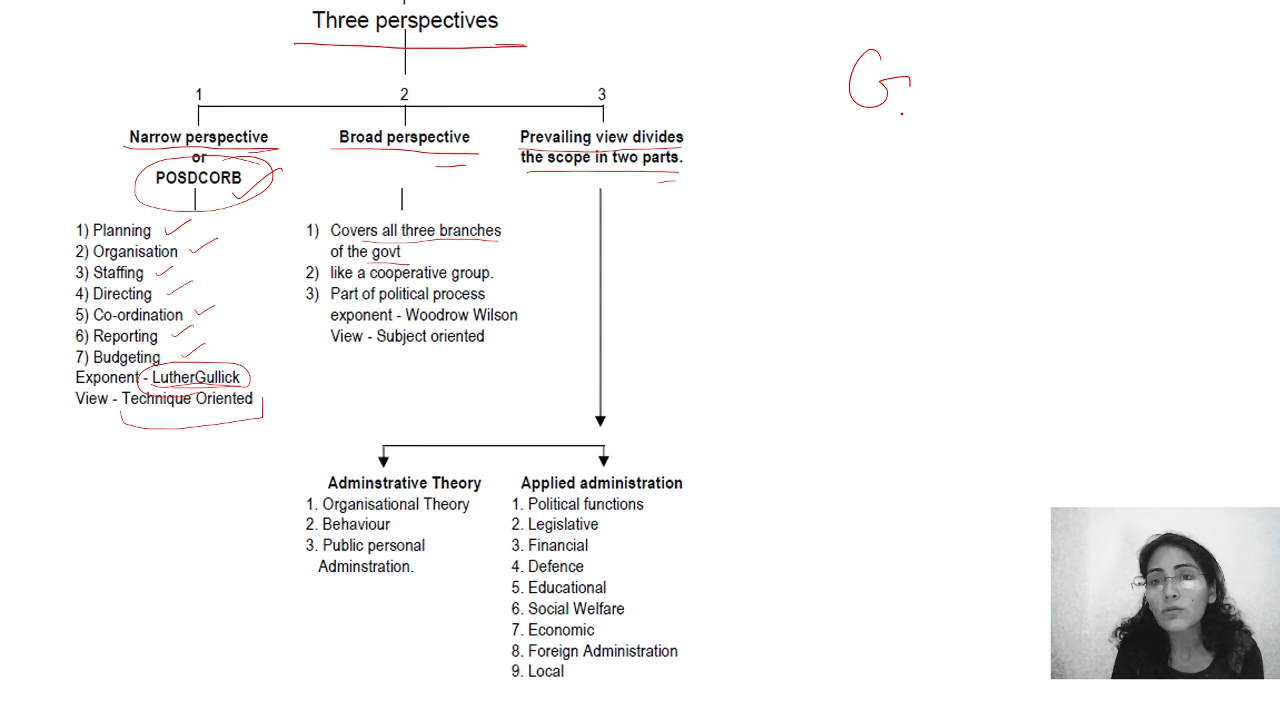 Three perspectives
1
2
3
Narrow perspective
or
POSDCORB
Broad perspective
Prevailing view divides
the scope in two parts.
1) Planning
2) Organisation
3) Staffing
4) Directing
5) Co-ordination
6) Reporting
7) Budgeting
Exponent - LutherGullick
View - Technique Oriented
1) Covers all three branches
of the govt
2) like a cooperative group.
3) Part of political process
exponent - Woodrow Wilson
View - Subject oriented
Adminstrative Theory
1. Organisational Theory
2. Behaviour
3. Public personal
Adminstration.
Applied administration
1. Political functions
2. Legislative
3. Financial
4. Defence
5. Educational
6. Social Welfare
7. Economic
8. Foreign Administration
9. Local
G